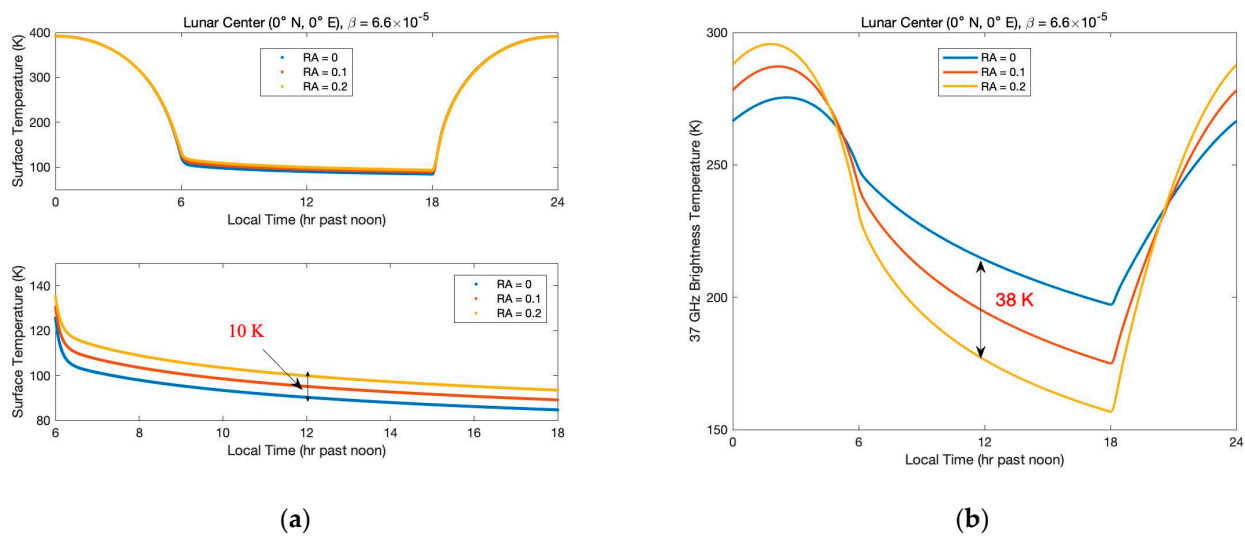 Lunar Center (0° N, 0° E), β = 6.6×10⁻⁵
400
300
200
100
Surface Temperature (K)
RA = 0
RA = 0.1
RA = 0.2
0
6
12
18
24
Local Time (hr past noon)
140
120
100
80
Surface Temperature (K)
RA = 0
RA = 0.1
RA = 0.2
10 K
6
8
10
12
14
16
18
Local Time (hr past noon)
(a)
Lunar Center (0° N, 0° E), β = 6.6×10⁻⁵
300
250
200
150
37 GHz Brightness Temperature (K)
RA = 0
RA = 0.1
RA = 0.2
38 K
0
6
12
18
24
Local Time (hr past noon)
(b)